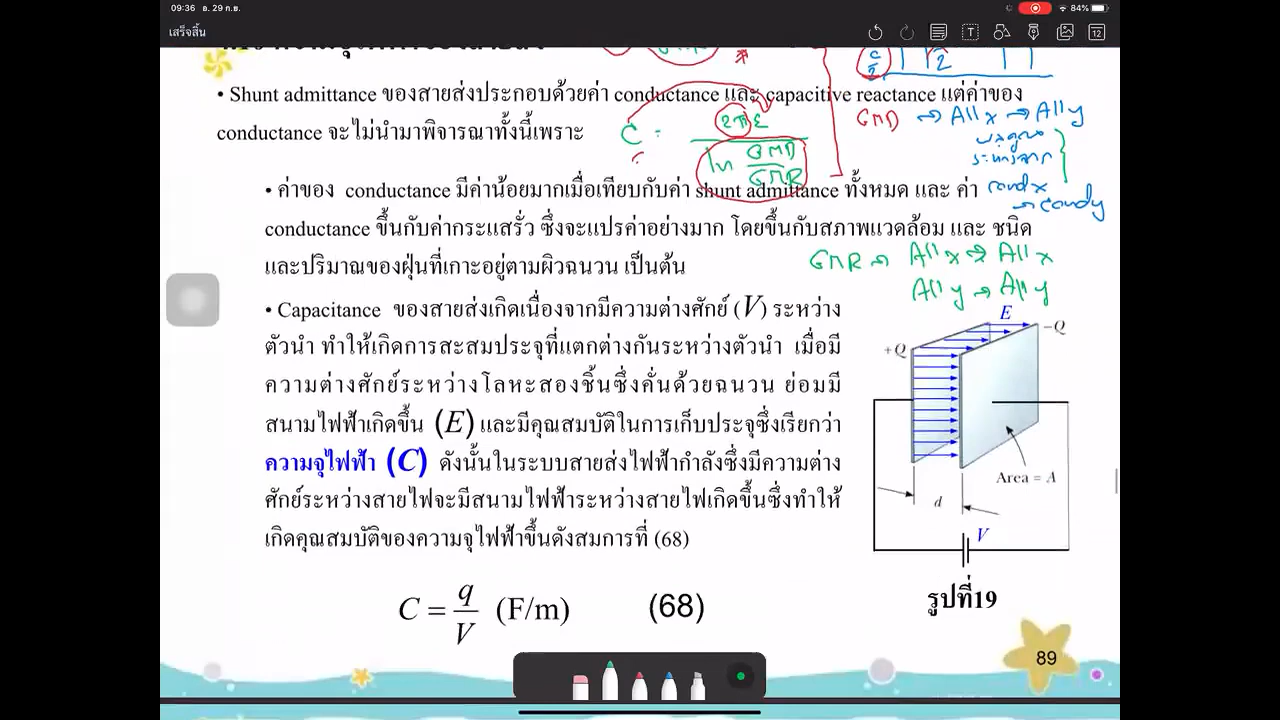 09:36 อ. 29 ก.ย.
84%
เสร็จสิ้น
• Shunt admittance ของสายส่งประกอบด้วยค่า conductance และ capacitive reactance แต่ค่าของ
conductance จะไม่นำมาพิจารณาทั้งนี้เพราะ
C = 2πε / ln GMD/GMR
c/2
2
GMD → All x → All y
cond x
→ cond y
• ค่าของ conductance มีค่าน้อยมากเมื่อเทียบกับค่า shunt admittance ทั้งหมด และ ค่า
conductance ขึ้นกับค่ากระแสรั่ว ซึ่งจะแปรค่าอย่างมาก โดยขึ้นกับสภาพแวดล้อม และ ชนิด
และปริมาณของฝุ่นที่เกาะอยู่ตามผิวฉนวน เป็นต้น
GMR → All x → All x
All y → All y
• Capacitance ของสายส่งเกิดเนื่องจากมีความต่างศักย์ (V) ระหว่าง
ตัวนำ ทำให้เกิดการสะสมประจุที่แตกต่างกันระหว่างตัวนำ เมื่อมี
ความต่างศักย์ระหว่างโลหะสองชิ้นซึ่งคั่นด้วยฉนวน ย่อมมี
สนามไฟฟ้าเกิดขึ้น (E) และมีคุณสมบัติในการเก็บประจุซึ่งเรียกว่า
ความจุไฟฟ้า (C) ดังนั้นในระบบสายส่งไฟฟ้ากำลังซึ่งมีความต่าง
ศักย์ระหว่างสายไฟจะมีสนามไฟฟ้าระหว่างสายไฟเกิดขึ้นซึ่งทำให้
เกิดคุณสมบัติของความจุไฟฟ้าขึ้นดังสมการที่ (68)
C = q/V (F/m) (68)
E
−Q
+Q
Area = A
d
V
รูปที่19
89